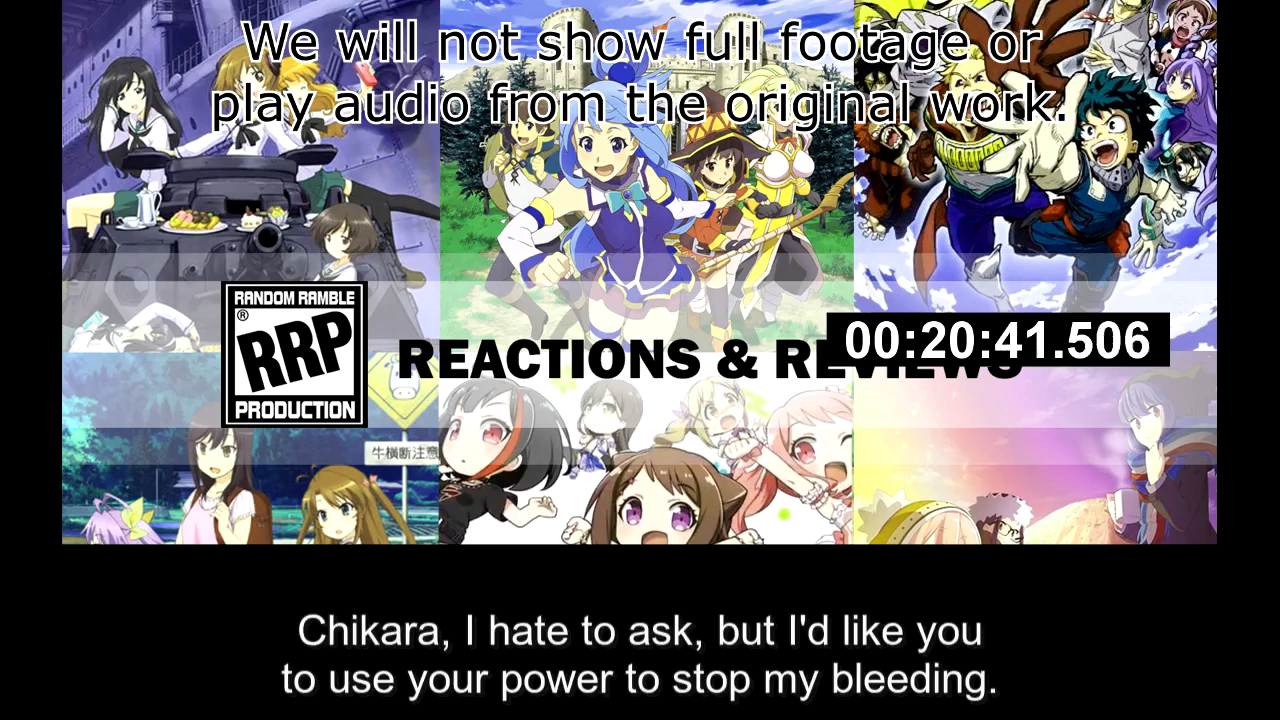 We will not show full footage or
play audio from the original work.
RANDOM RAMBLE
®
RRP
PRODUCTION
REACTIONS & REVIEWS
00:20:41.506
牛横断注意
Chikara, I hate to ask, but I'd like you
to use your power to stop my bleeding.